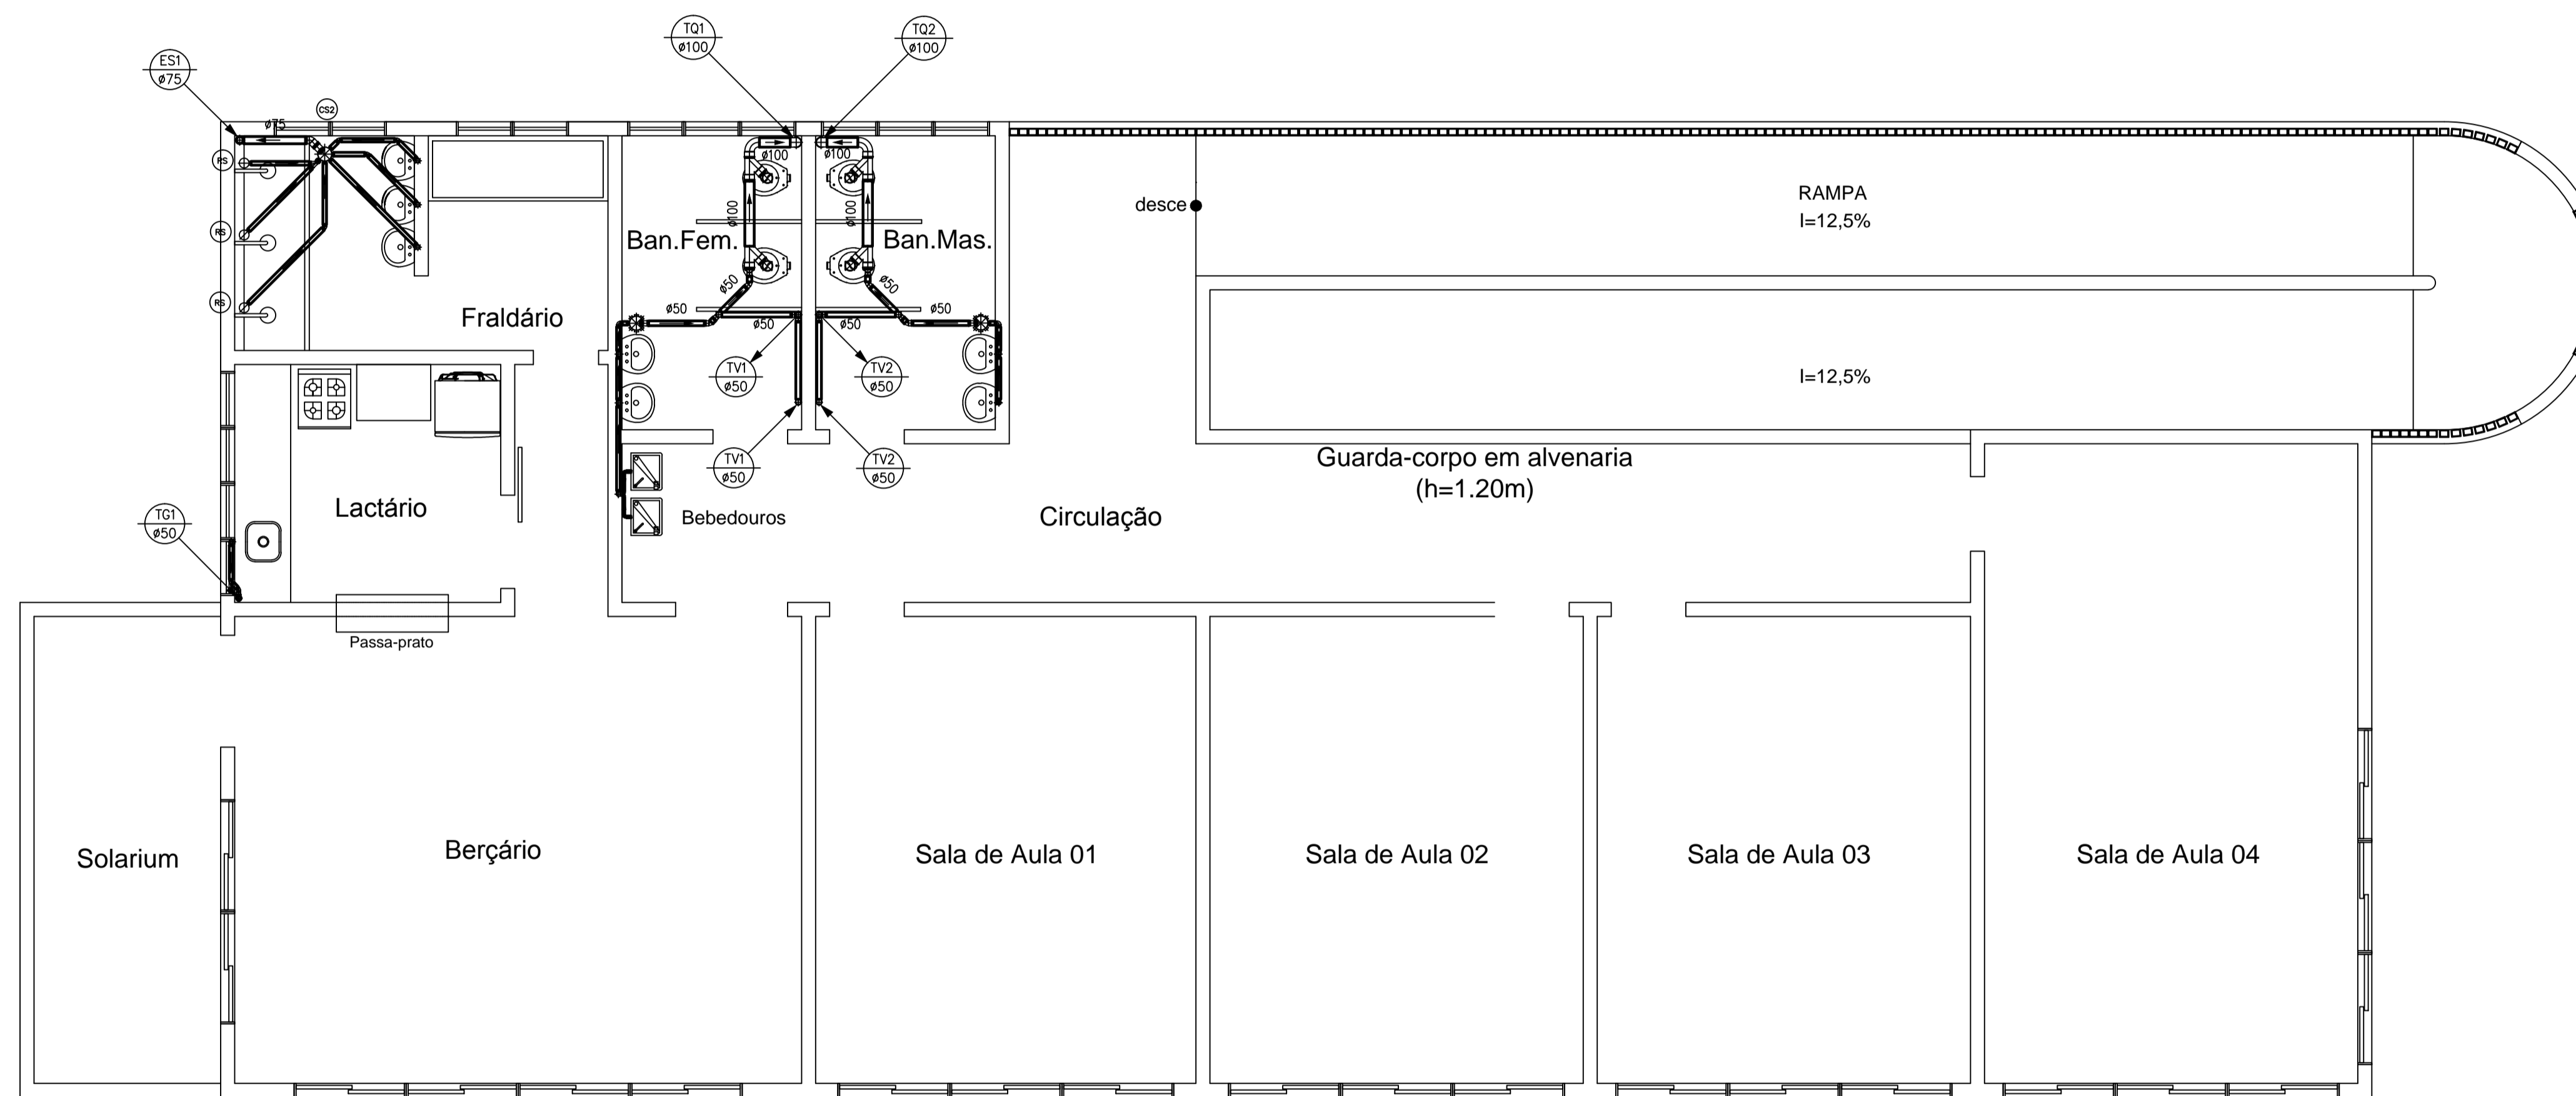 TQ1
ø100
TQ2
ø100
ES1
ø75
CS2
ø75
RS
RS
RS
ø100
ø100
ø100
ø100
Ban.Fem.
Ban.Mas.
desce
RAMPA
I=12,5%
ø50
ø50
ø50
ø50
ø50
ø50
Fraldário
TV1
ø50
TV2
ø50
I=12,5%
TV1
ø50
TV2
ø50
Guarda-corpo em alvenaria
(h=1.20m)
Lactário
Bebedouros
Circulação
TG1
ø50
Passa-prato
Solarium
Berçário
Sala de Aula 01
Sala de Aula 02
Sala de Aula 03
Sala de Aula 04